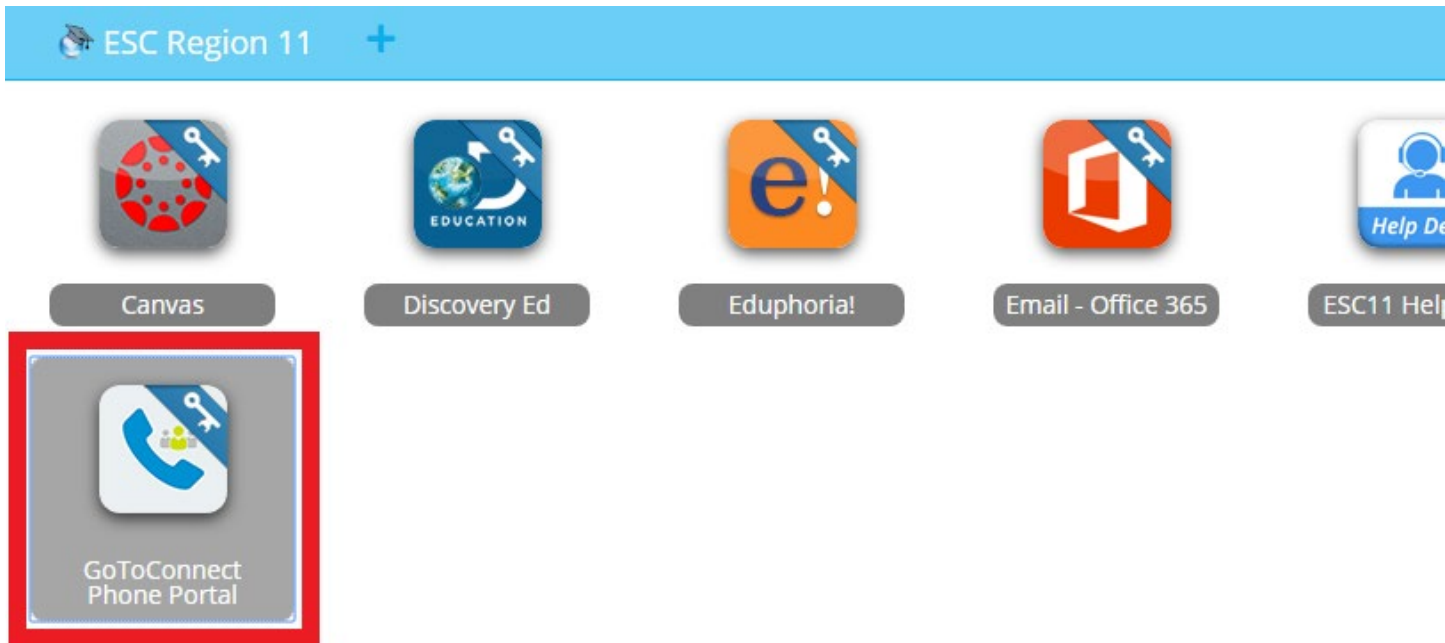 ESC Region 11 +
EDUCATION
e!
Help De
Canvas
Discovery Ed
Eduphoria!
Email - Office 365
ESC11 Help
GoToConnect
Phone Portal